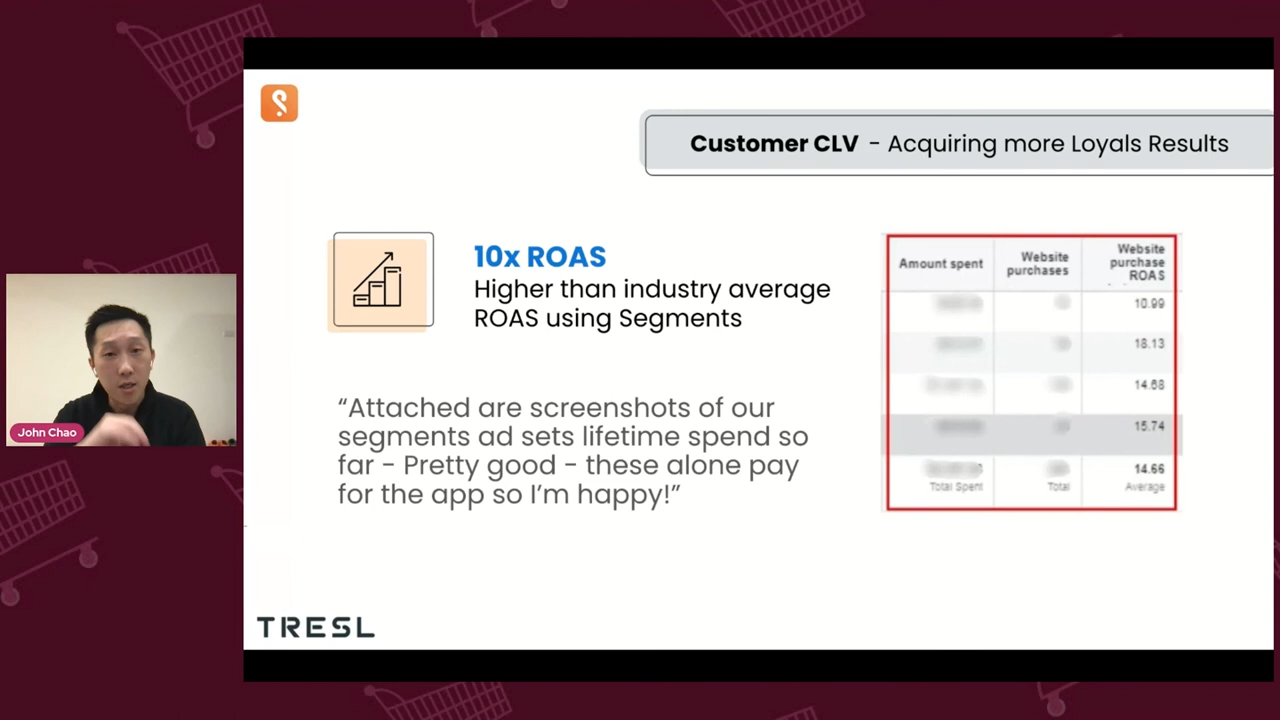 Customer CLV - Acquiring more Loyals Results
10x ROAS
Higher than industry average
ROAS using Segments
“Attached are screenshots of our
segments ad sets lifetime spend so
far - Pretty good - these alone pay
for the app so I’m happy!”
Amount spent
Website
purchases
Website
purchase
ROAS
10.99
18.13
14.68
15.74
14.66
Total Spent
Total
Average
John Chao
TRESL